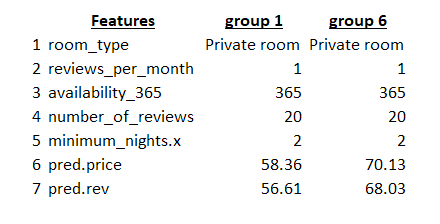 Features group 1 group 6
1 room_type Private room Private room
2 reviews_per_month 1 1
3 availability_365 365 365
4 number_of_reviews 20 20
5 minimum_nights.x 2 2
6 pred.price 58.36 70.13
7 pred.rev 56.61 68.03